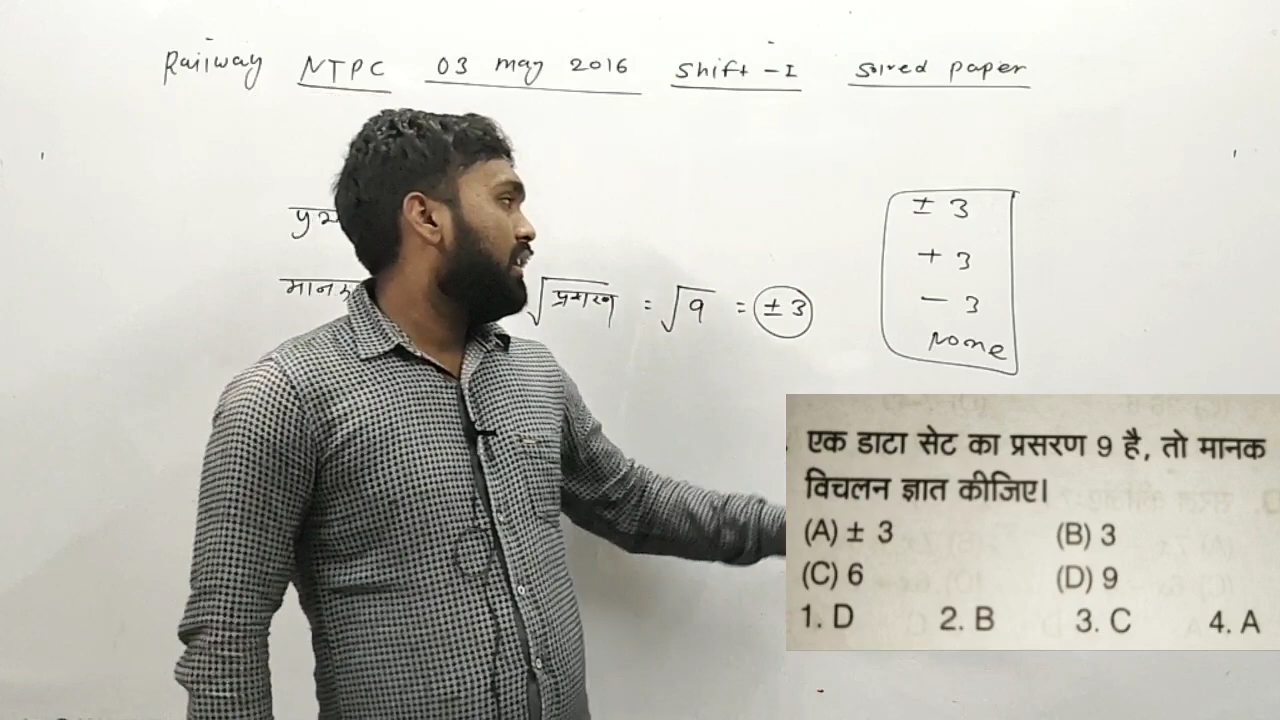 Railway NTPC 03 may 2016 Shift-I Solved paper
√प्रसरण = √9 = ±3
± 3
+ 3
- 3
None
एक डाटा सेट का प्रसरण 9 है, तो मानक
विचलन ज्ञात कीजिए।
(A) ± 3 (B) 3
(C) 6 (D) 9
1. D 2. B 3. C 4. A